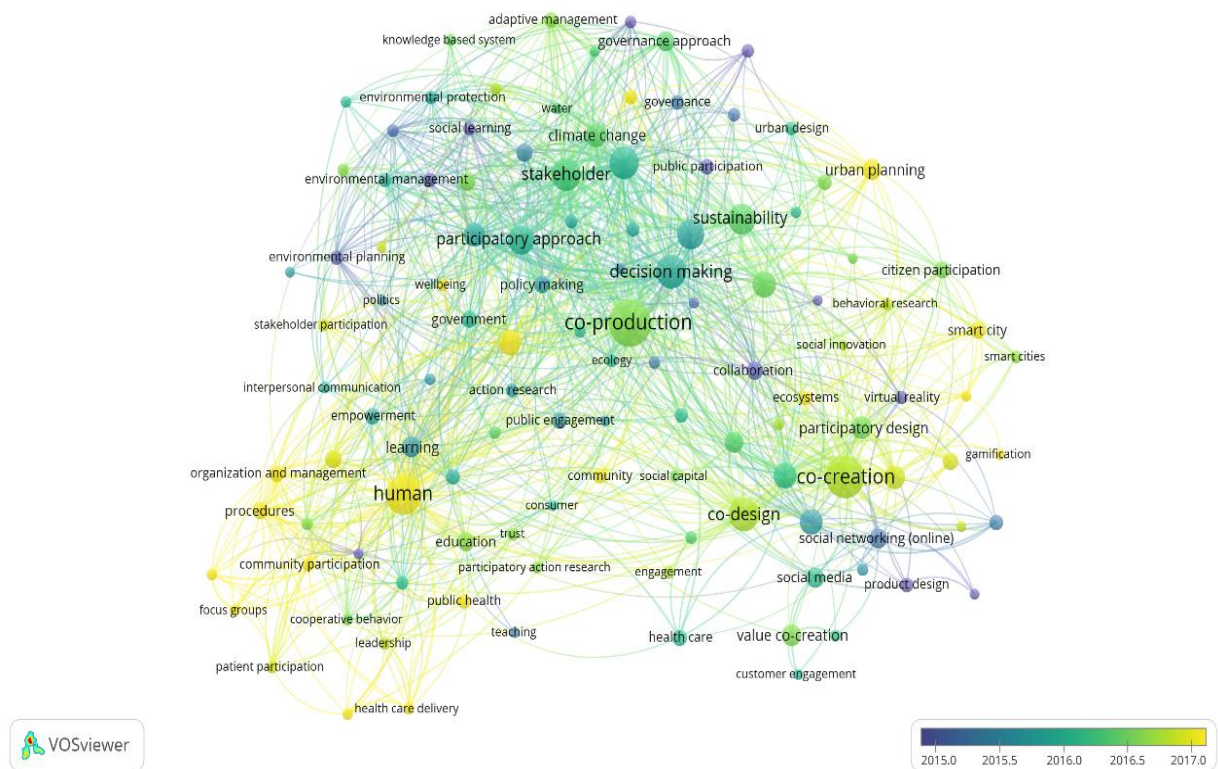 adaptive management
knowledge based system
governance approach
environmental protection
water
governance
social learning
climate change
urban design
stakeholder
public participation
urban planning
environmental management
sustainability
participatory approach
environmental planning
decision making
citizen participation
wellbeing
policy making
politics
behavioral research
stakeholder participation
government
co-production
smart city
social innovation
smart cities
ecology
collaboration
interpersonal communication
action research
ecosystems
virtual reality
empowerment
public engagement
participatory design
learning
gamification
organization and management
community
social capital
co-creation
human
procedures
consumer
co-design
trust
education
social networking (online)
community participation
participatory action research
engagement
social media
product design
focus groups
public health
cooperative behavior
teaching
leadership
health care
value co-creation
patient participation
customer engagement
health care delivery
VOSviewer
2015.0 2015.5 2016.0 2016.5 2017.0